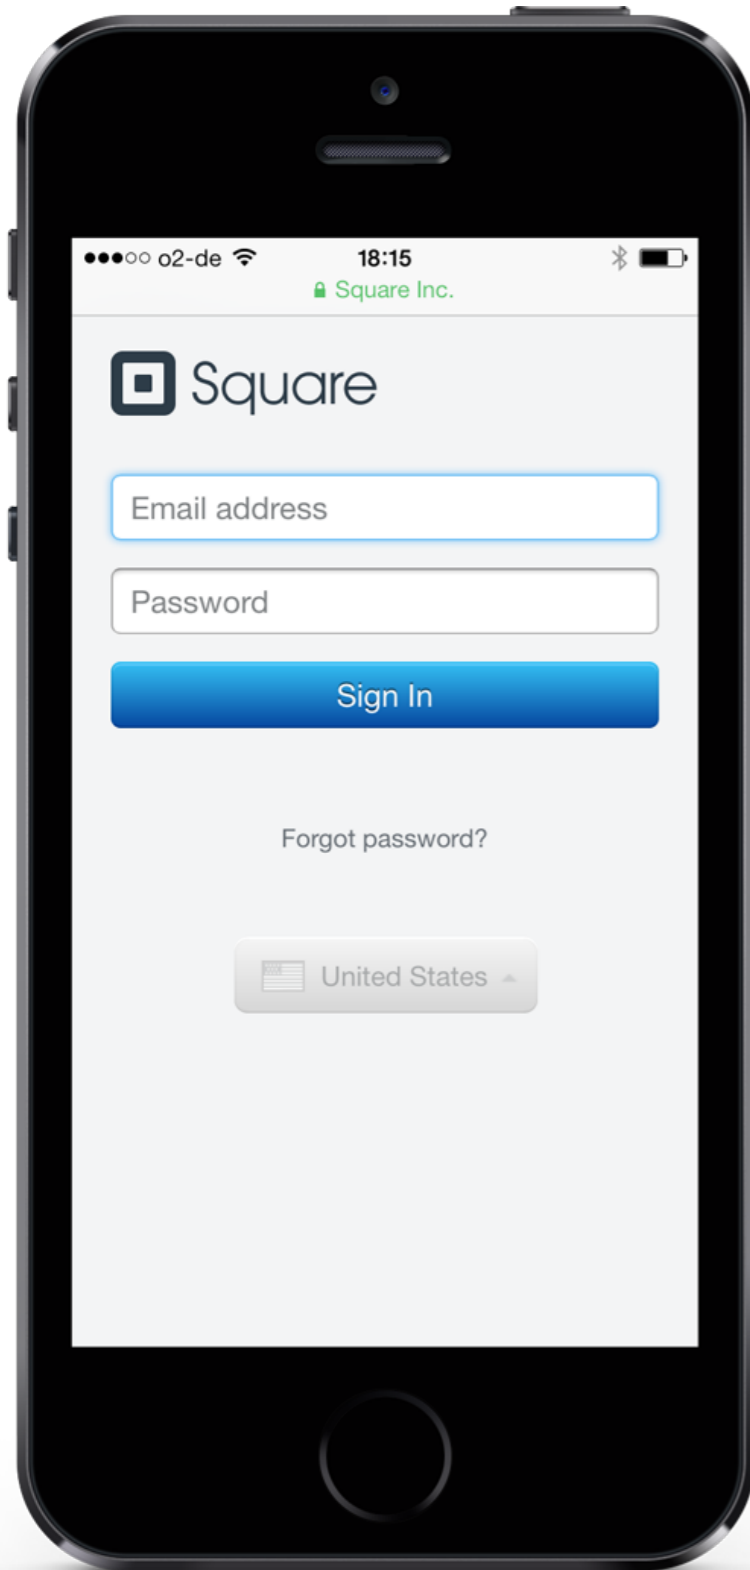 o2-de 18:15
Square Inc.
Square
Email address
Password
Sign In
Forgot password?
United States